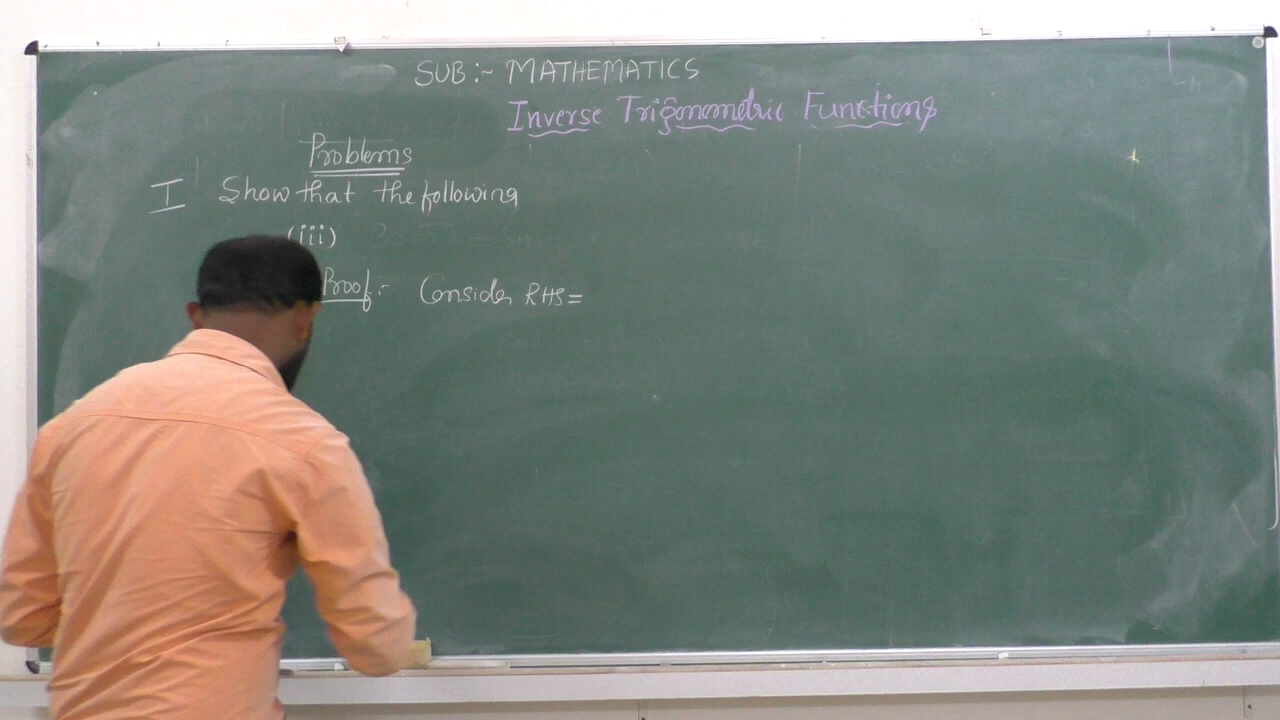 SUB:- MATHEMATICS
Inverse Trigonometric Functions
Problems
I Show that the following
(iii)
Proof:- Consider RHS=